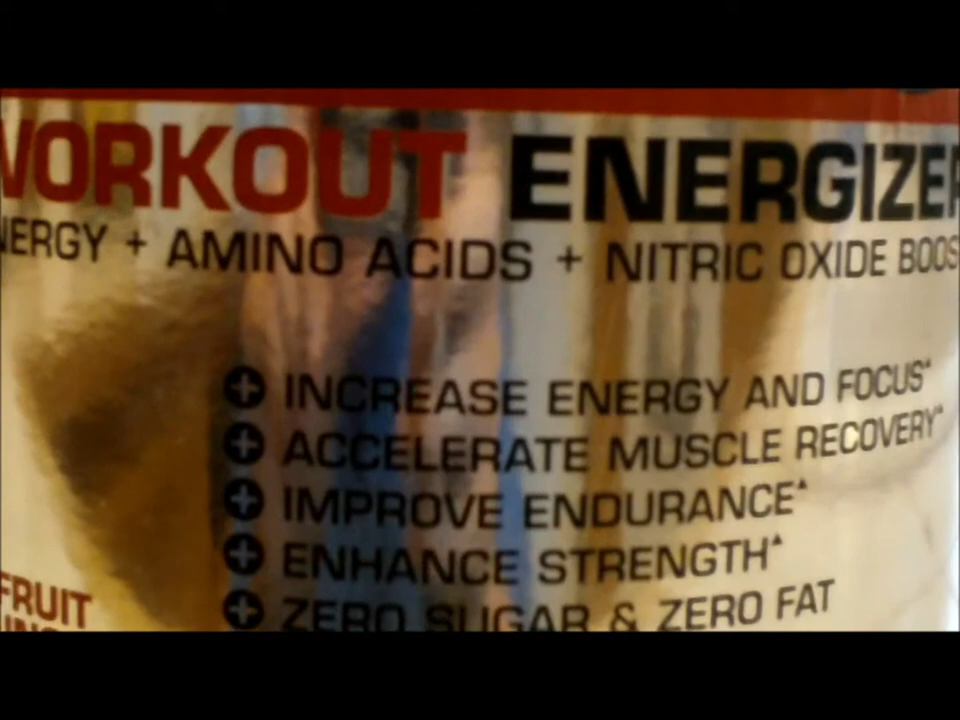 WORKOUT ENERGIZER
NERGY + AMINO ACIDS + NITRIC OXIDE BOOS
+ INCREASE ENERGY AND FOCUS▲
+ ACCELERATE MUSCLE RECOVERY▲
+ IMPROVE ENDURANCE▲
+ ENHANCE STRENGTH▲
+ ZERO SUGAR & ZERO FAT
FRUIT